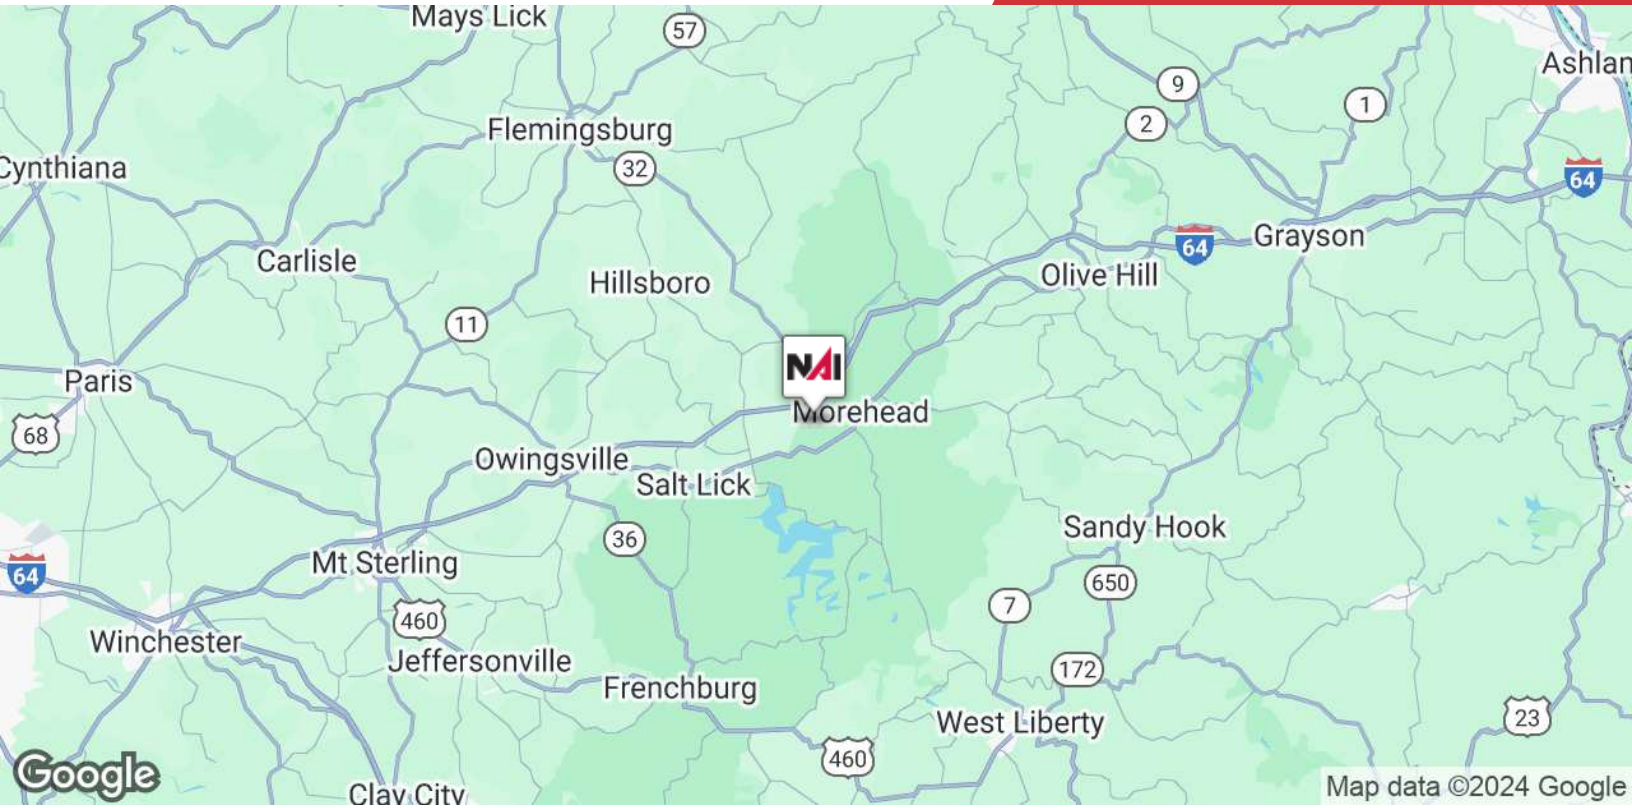 Mays Lick
57
Ashlan
9
1
2
Flemingsburg
Cynthiana
32
64
Grayson
64
Carlisle
Olive Hill
Hillsboro
11
NAI
Paris
Morehead
68
Owingsville
Salt Lick
Sandy Hook
36
Mt Sterling
64
650
7
460
Winchester
Jeffersonville
172
Frenchburg
West Liberty
23
460
Google
Map data ©2024 Google
Clay City